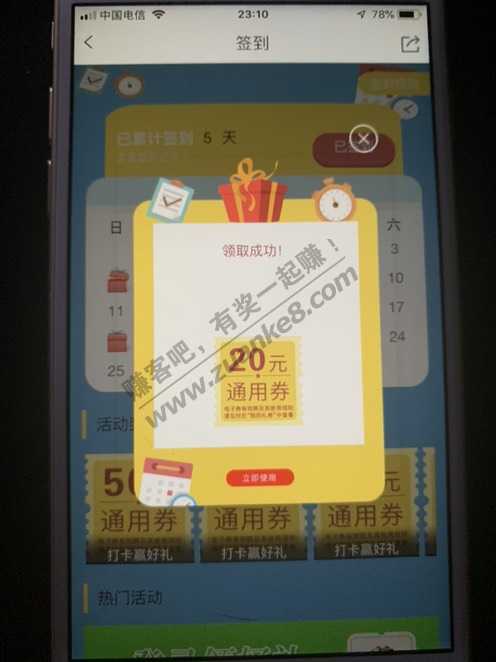 中国电信
23:10
78%
签到
已累计签到 5 天
日
六
3
10
11
17
24
25
领取成功!
20元
通用券
立即使用
赚客吧,有奖一起赚!
www.zuanke8.com
活动
50
元
通用券
通用券
通用券
打卡赢好礼
打卡赢好礼
打卡赢好礼
热门活动